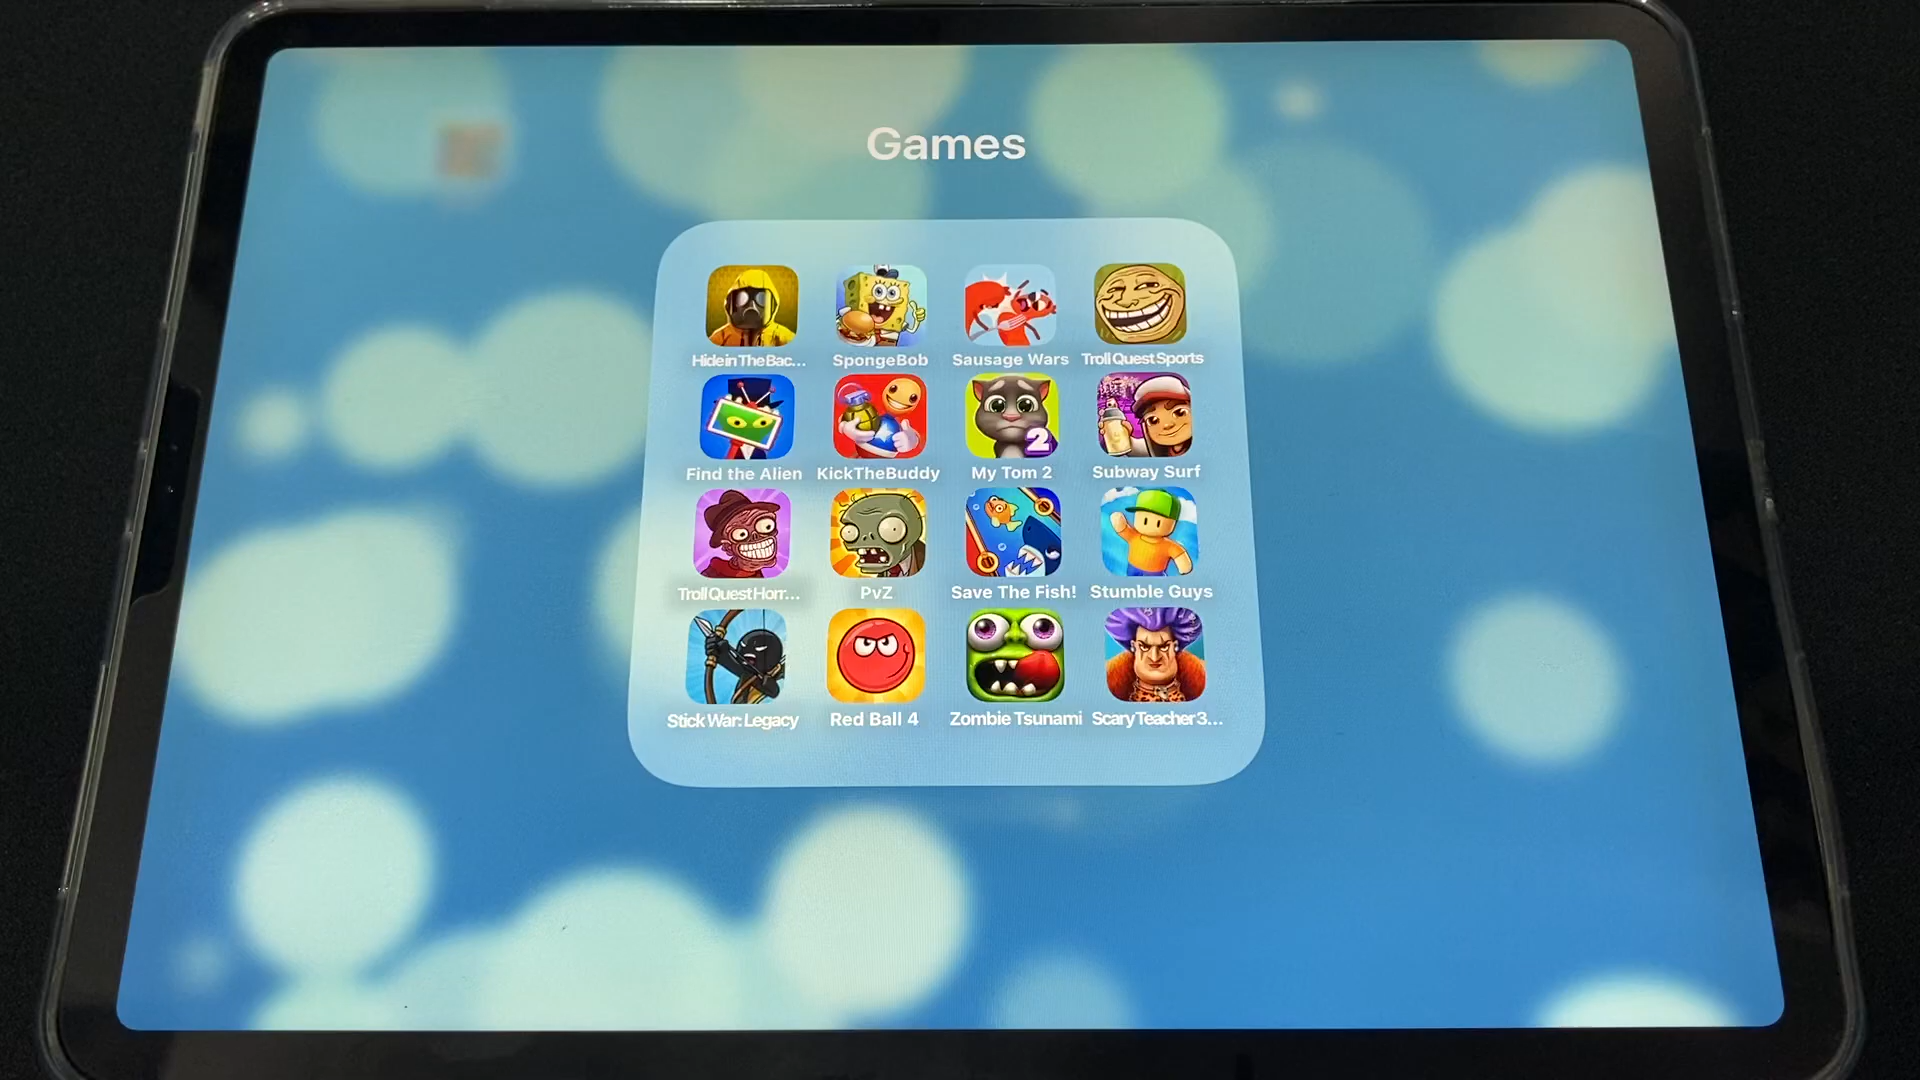 Games
Hide in The Bac...
SpongeBob
Sausage Wars
Troll Quest Sports
Find the Alien
KickTheBuddy
My Tom 2
Subway Surf
Troll Quest Horr...
PvZ
Save The Fish!
Stumble Guys
Stick War: Legacy
Red Ball 4
Zombie Tsunami
Scary Teacher 3...
2